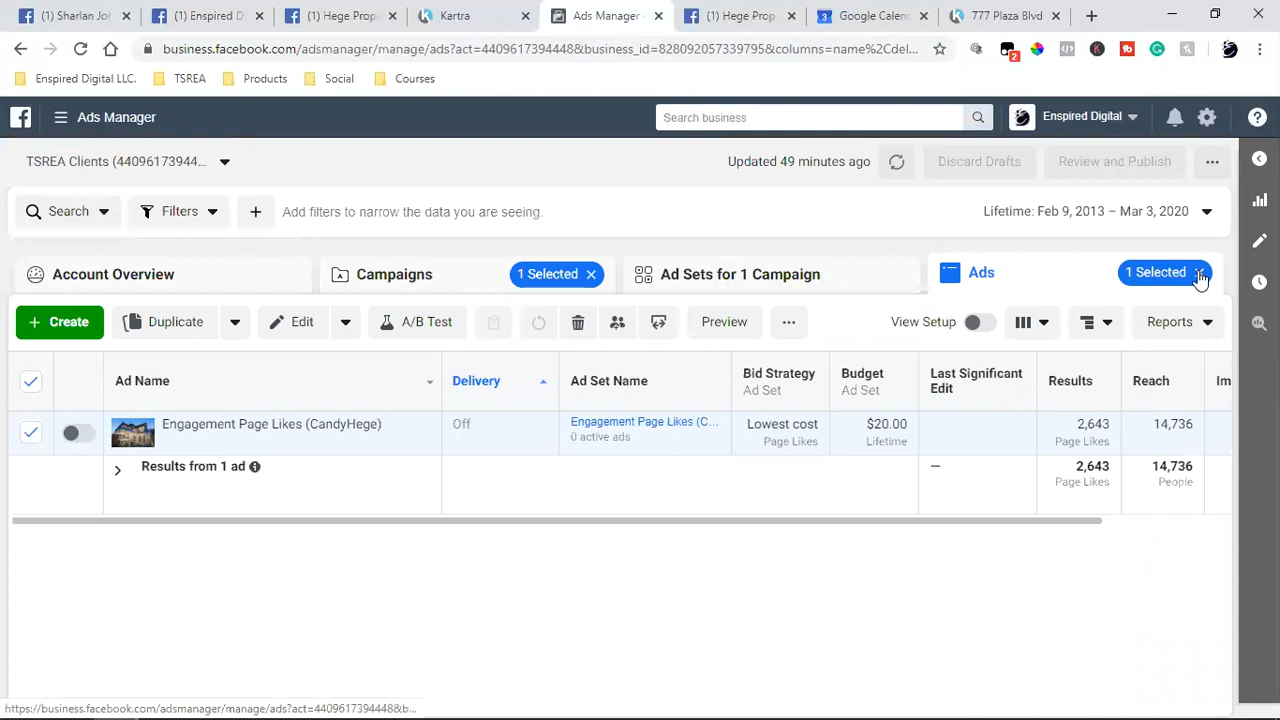 (1) Sharlan Joh
(1) Enspired D
(1) Hege Prop
Kartra
Ads Manager
(1) Hege Prop
Google Calen
777 Plaza Blvd
business.facebook.com/adsmanager/manage/ads?act=4409617394448&business_id=828092057339795&columns=name%2Cdel...
Enspired Digital LLC.
TSREA
Products
Social
Courses
2
Ads Manager
Search business
Enspired Digital
TSREA Clients (44096173944...
Updated 49 minutes ago
Discard Drafts
Review and Publish
Search
Filters
Add filters to narrow the data you are seeing.
Lifetime: Feb 9, 2013 – Mar 3, 2020
Account Overview
Campaigns
1 Selected
Ad Sets for 1 Campaign
Ads
1 Selected
+ Create
Duplicate
Edit
A/B Test
Preview
View Setup
Reports
Ad Name
Delivery
Ad Set Name
Bid Strategy
Ad Set
Budget
Ad Set
Last Significant
Edit
Results
Reach
Im
Engagement Page Likes (CandyHege)
Off
Engagement Page Likes (C...
0 active ads
Lowest cost
Page Likes
$20.00
Lifetime
2,643
Page Likes
14,736
Results from 1 ad
—
2,643
Page Likes
14,736
People
https://business.facebook.com/adsmanager/manage/ads?act=4409617394448&b...